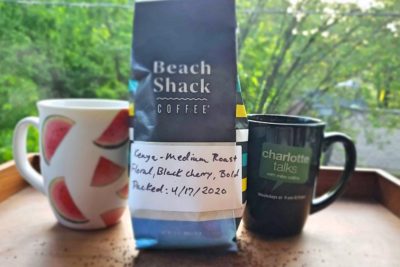 Beach
Shack
COFFEE
Kenya - Medium Roast
Floral, Black Cherry, Bold
Packed: 4/17/2020
charlotte
talks